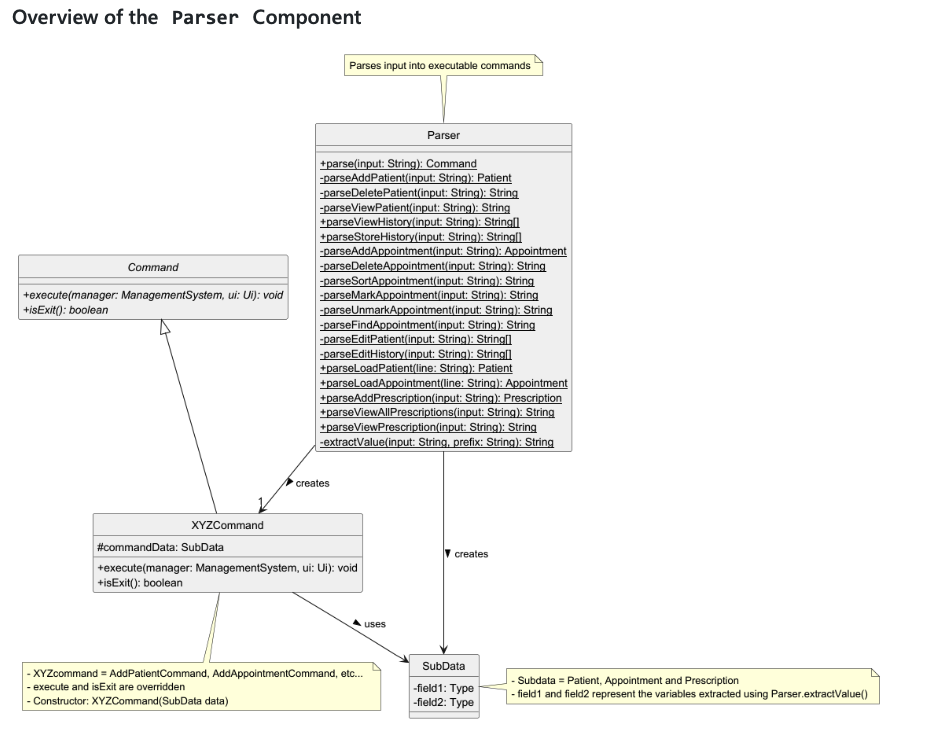 Overview of the Parser Component
Parses input into executable commands
Parser
+parse(input: String): Command
-parseAddPatient(input: String): Patient
-parseDeletePatient(input: String): String
-parseViewPatient(input: String): String
+parseViewHistory(input: String): String[]
+parseStoreHistory(input: String): String[]
-parseAddAppointment(input: String): Appointment
-parseDeleteAppointment(input: String): String
-parseSortAppointment(input: String): String
-parseMarkAppointment(input: String): String
-parseUnmarkAppointment(input: String): String
-parseFindAppointment(input: String): String
-parseEditPatient(input: String): String[]
-parseEditHistory(input: String): String[]
+parseLoadPatient(line: String): Patient
+parseLoadAppointment(line: String): Appointment
+parseAddPrescription(input: String): Prescription
+parseViewAllPrescriptions(input: String): String
+parseViewPrescription(input: String): String
-extractValue(input: String, prefix: String): String
Command
+execute(manager: ManagementSystem, ui: Ui): void
+isExit(): boolean
creates
1
XYZCommand
#commandData: SubData
+execute(manager: ManagementSystem, ui: Ui): void
+isExit(): boolean
creates
uses
- XYZcommand = AddPatientCommand, AddAppointmentCommand, etc...
- execute and isExit are overridden
- Constructor: XYZCommand(SubData data)
SubData
-field1: Type
-field2: Type
- Subdata = Patient, Appointment and Prescription
- field1 and field2 represent the variables extracted using Parser.extractValue()